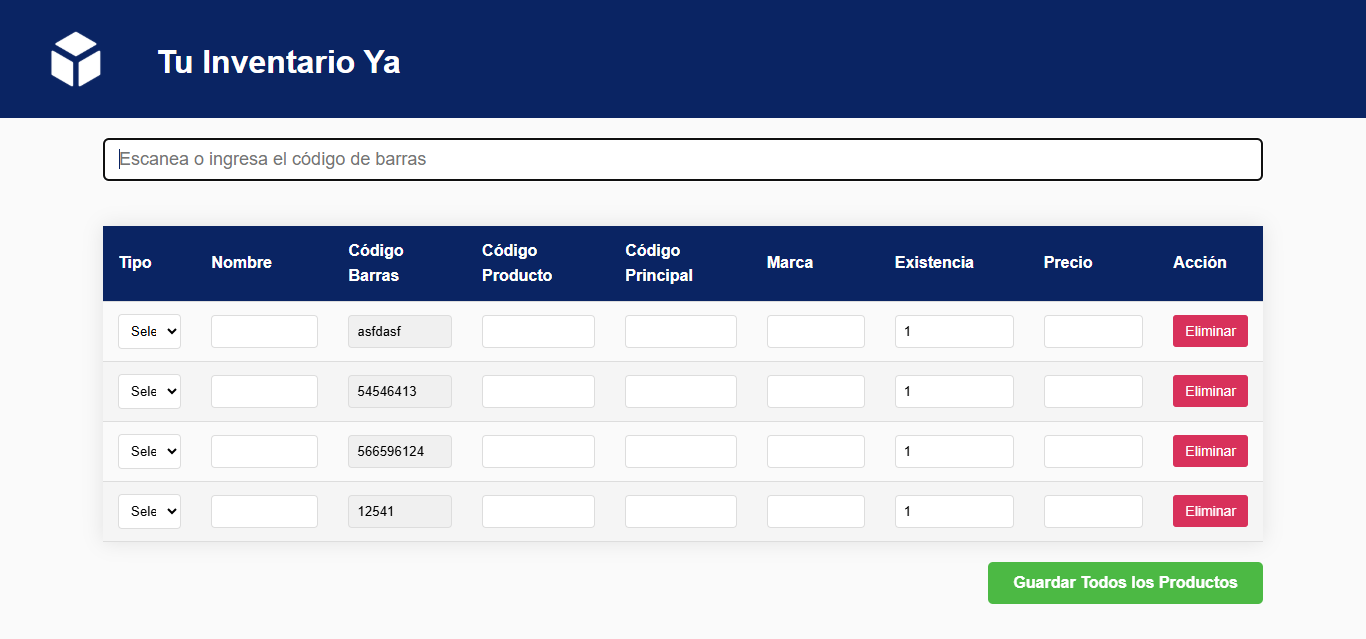 Tu Inventario Ya
Escanea o ingresa el código de barras
Tipo Nombre Código Barras Código Producto Código Principal Marca Existencia Precio Acción
Sele asfdasf 1 Eliminar
Sele 54546413 1 Eliminar
Sele 566596124 1 Eliminar
Sele 12541 1 Eliminar
Guardar Todos los Productos